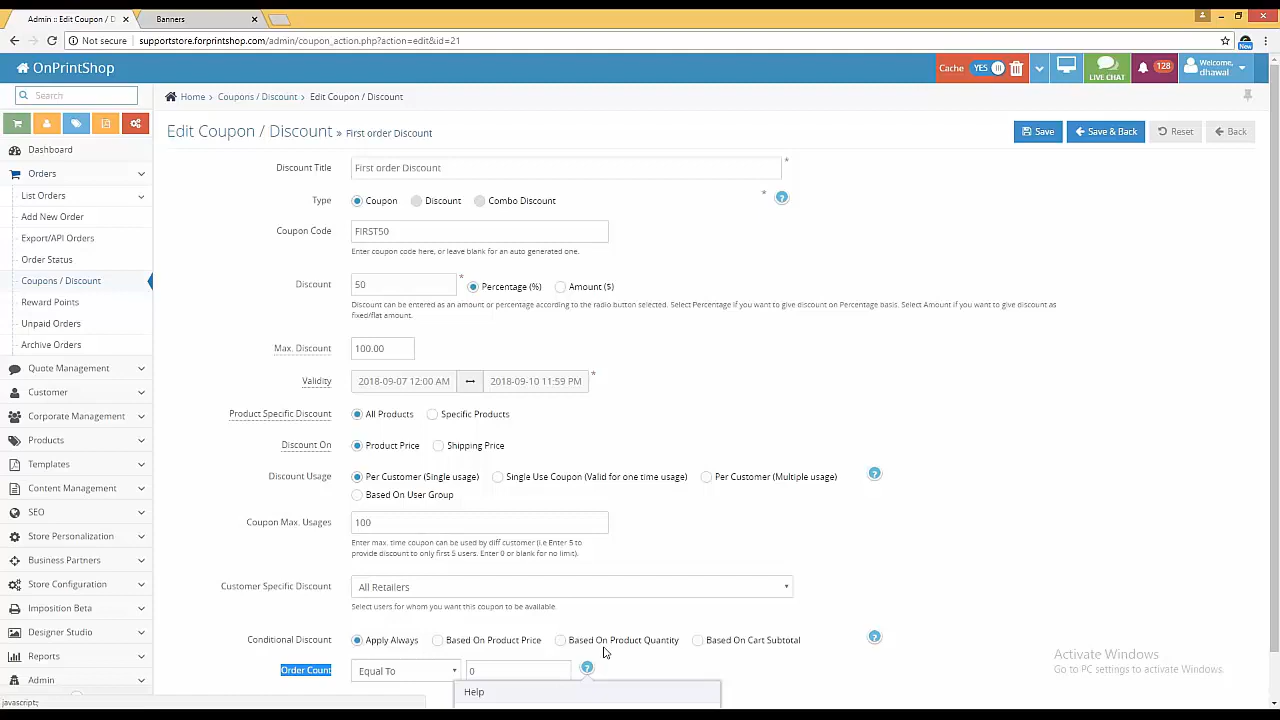 Admin :: Edit Coupon / D
Banners
Not secure supportstore.forprintshop.com/admin/coupon_action.php?action=edit&id=21
New
OnPrintShop
Cache YES
LIVE CHAT
128
Welcome,
dhawal
Search
Home > Coupons / Discount > Edit Coupon / Discount
Edit Coupon / Discount » First order Discount
Save
Save & Back
Reset
Back
Dashboard
Orders
List Orders
Add New Order
Export/API Orders
Order Status
Coupons / Discount
Reward Points
Unpaid Orders
Archive Orders
Quote Management
Customer
Corporate Management
Products
Templates
Content Management
SEO
Store Personalization
Business Partners
Store Configuration
Imposition Beta
Designer Studio
Reports
Admin
javascript:;
Discount Title First order Discount *
Type Coupon Discount Combo Discount * ?
Coupon Code FIRST50
Enter coupon code here, or leave blank for an auto generated one.
Discount 50 * Percentage (%) Amount ($)
Discount can be entered as an amount or percentage according to the radio button selected. Select Percentage if you want to give discount on Percentage basis. Select Amount if you want to give discount as
fixed/flat amount.
Max. Discount 100.00
Validity 2018-09-07 12:00 AM 2018-09-10 11:59 PM *
Product Specific Discount All Products Specific Products
Discount On Product Price Shipping Price
Discount Usage Per Customer (Single usage) Single Use Coupon (Valid for one time usage) Per Customer (Multiple usage) ?
Based On User Group
Coupon Max. Usages 100
Enter max. time coupon can be used by diff customer (i.e Enter 5 to
provide discount to only first 5 users. Enter 0 or blank for no limit).
Customer Specific Discount All Retailers
Select users for whom you want this coupon to be available.
Conditional Discount Apply Always Based On Product Price Based On Product Quantity Based On Cart Subtotal ?
Order Count Equal To 0 ?
Help
Activate Windows
Go to PC settings to activate Windows.